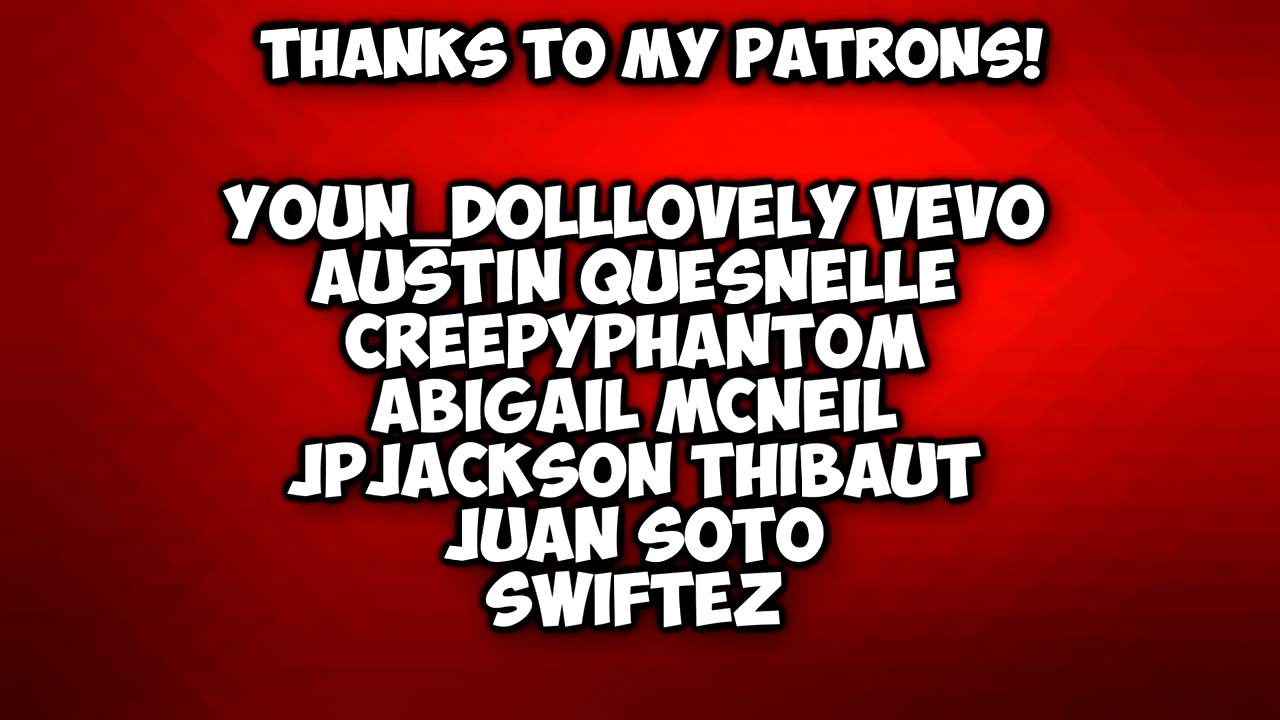 THANKS TO MY PATRONS!
YOUN_DOLLLOVELY VEVO
AUSTIN QUESNELLE
CREEPYPHANTOM
ABIGAIL MCNEIL
JPJACKSON THIBAUT
JUAN SOTO
SWIFTEZ